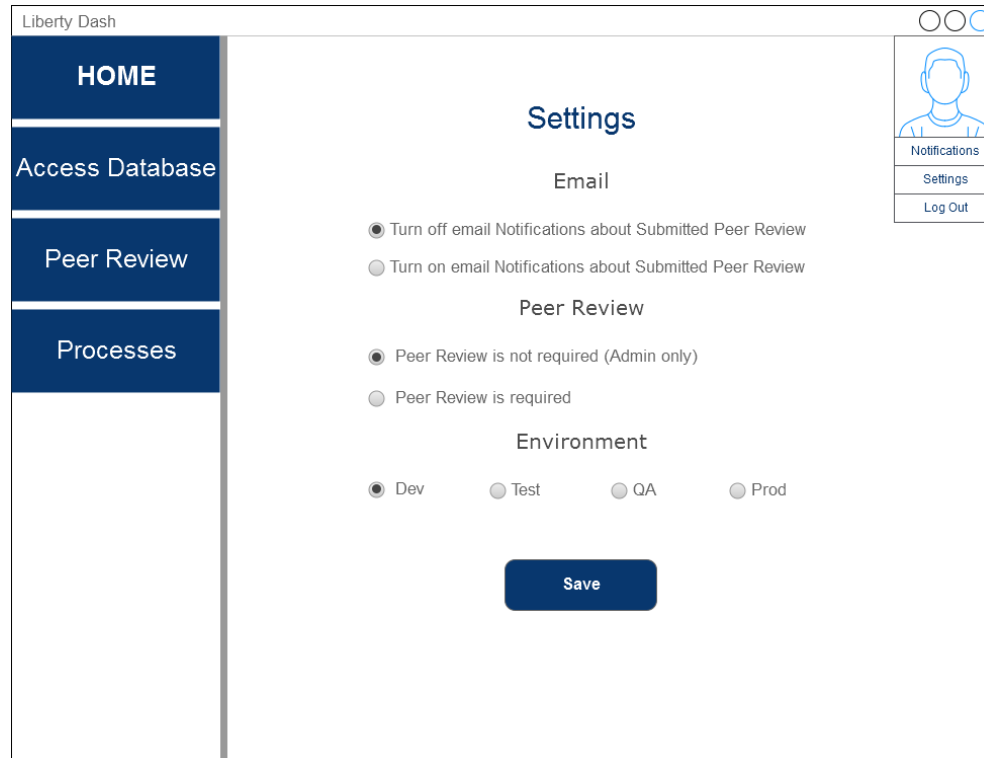 Liberty Dash
HOME
Access Database
Peer Review
Processes
Settings
Email
Turn off email Notifications about Submitted Peer Review
Turn on email Notifications about Submitted Peer Review
Peer Review
Peer Review is not required (Admin only)
Peer Review is required
Environment
Dev Test QA Prod
Save
Notifications
Settings
Log Out